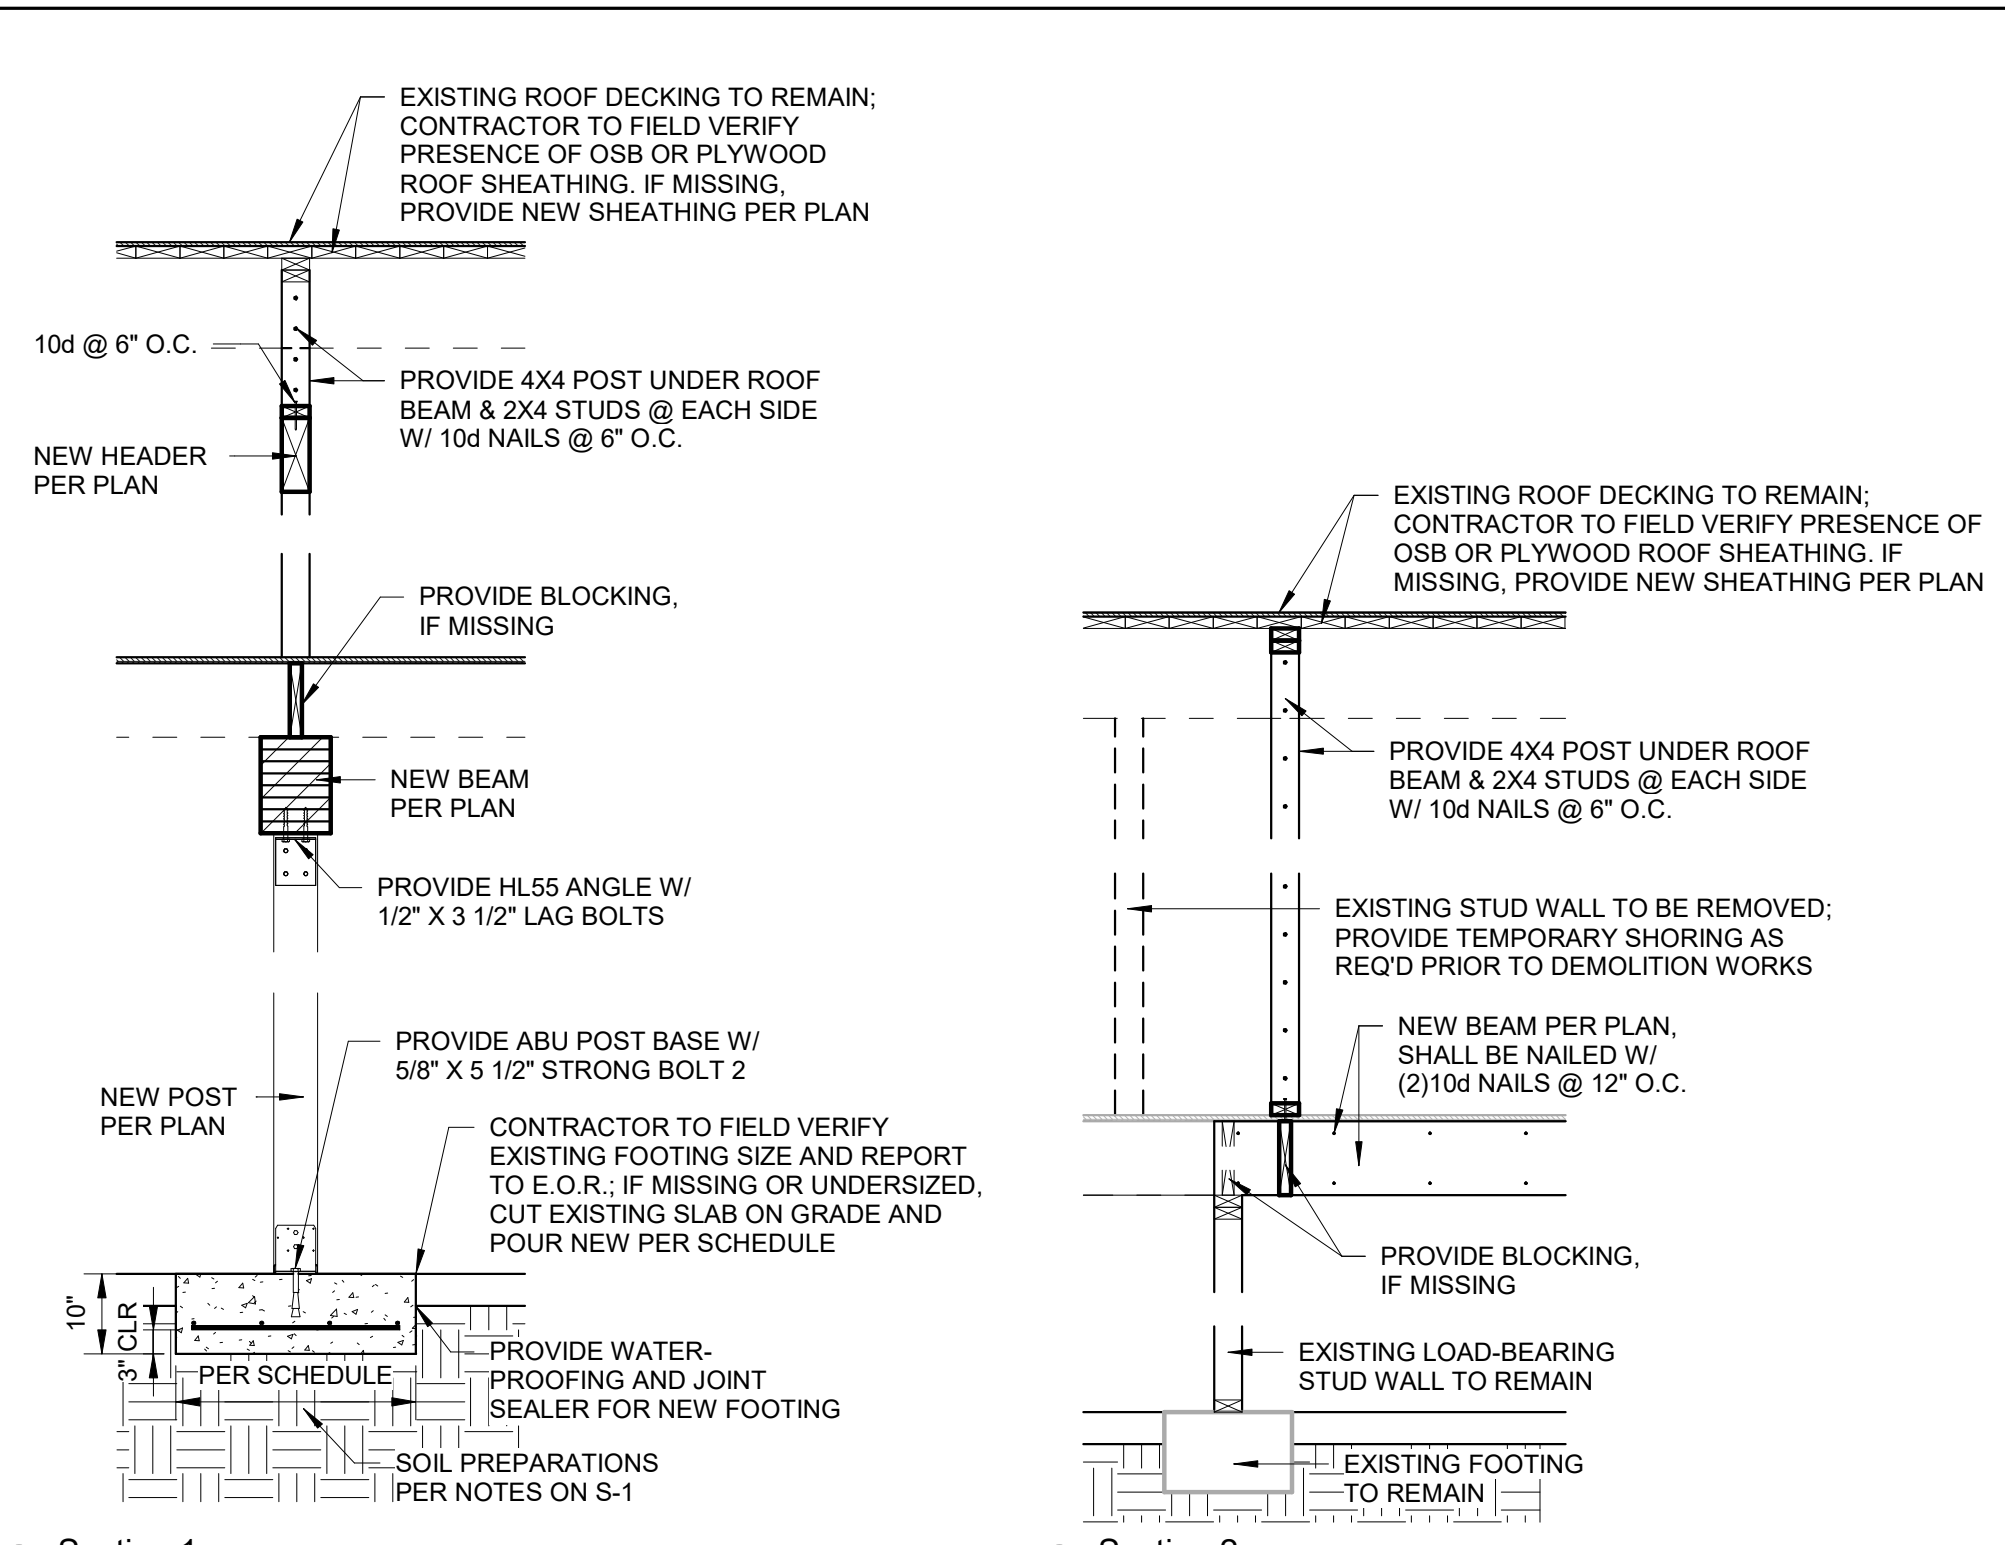 EXISTING ROOF DECKING TO REMAIN;
CONTRACTOR TO FIELD VERIFY
PRESENCE OF OSB OR PLYWOOD
ROOF SHEATHING. IF MISSING,
PROVIDE NEW SHEATHING PER PLAN
10d @ 6" O.C.
PROVIDE 4X4 POST UNDER ROOF
BEAM & 2X4 STUDS @ EACH SIDE
W/ 10d NAILS @ 6" O.C.
NEW HEADER
PER PLAN
PROVIDE BLOCKING,
IF MISSING
NEW BEAM
PER PLAN
PROVIDE HL55 ANGLE W/
1/2" X 3 1/2" LAG BOLTS
PROVIDE ABU POST BASE W/
5/8" X 5 1/2" STRONG BOLT 2
NEW POST
PER PLAN
CONTRACTOR TO FIELD VERIFY
EXISTING FOOTING SIZE AND REPORT
TO E.O.R.; IF MISSING OR UNDERSIZED,
CUT EXISTING SLAB ON GRADE AND
POUR NEW PER SCHEDULE
10"
3" CLR
PER SCHEDULE
PROVIDE WATER-
PROOFING AND JOINT
SEALER FOR NEW FOOTING
SOIL PREPARATIONS
PER NOTES ON S-1
EXISTING ROOF DECKING TO REMAIN;
CONTRACTOR TO FIELD VERIFY PRESENCE OF
OSB OR PLYWOOD ROOF SHEATHING. IF
MISSING, PROVIDE NEW SHEATHING PER PLAN
PROVIDE 4X4 POST UNDER ROOF
BEAM & 2X4 STUDS @ EACH SIDE
W/ 10d NAILS @ 6" O.C.
EXISTING STUD WALL TO BE REMOVED;
PROVIDE TEMPORARY SHORING AS
REQ'D PRIOR TO DEMOLITION WORKS
NEW BEAM PER PLAN,
SHALL BE NAILED W/
(2)10d NAILS @ 12" O.C.
PROVIDE BLOCKING,
IF MISSING
EXISTING LOAD-BEARING
STUD WALL TO REMAIN
EXISTING FOOTING
TO REMAIN